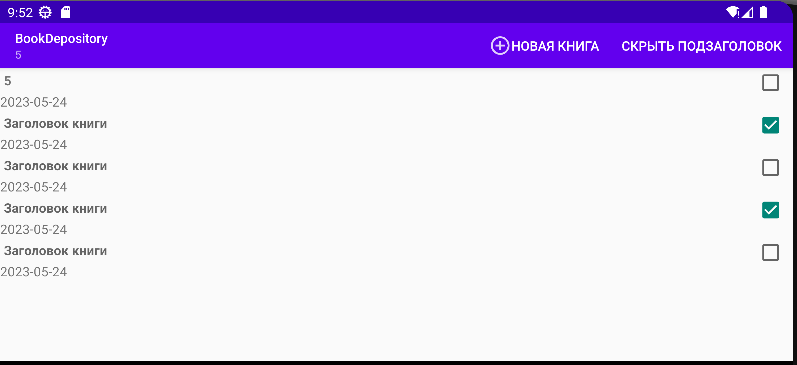 9:52
BookDepository
5
НОВАЯ КНИГА
СКРЫТЬ ПОДЗАГОЛОВОК
5
2023-05-24
Заголовок книги
2023-05-24
Заголовок книги
2023-05-24
Заголовок книги
2023-05-24
Заголовок книги
2023-05-24